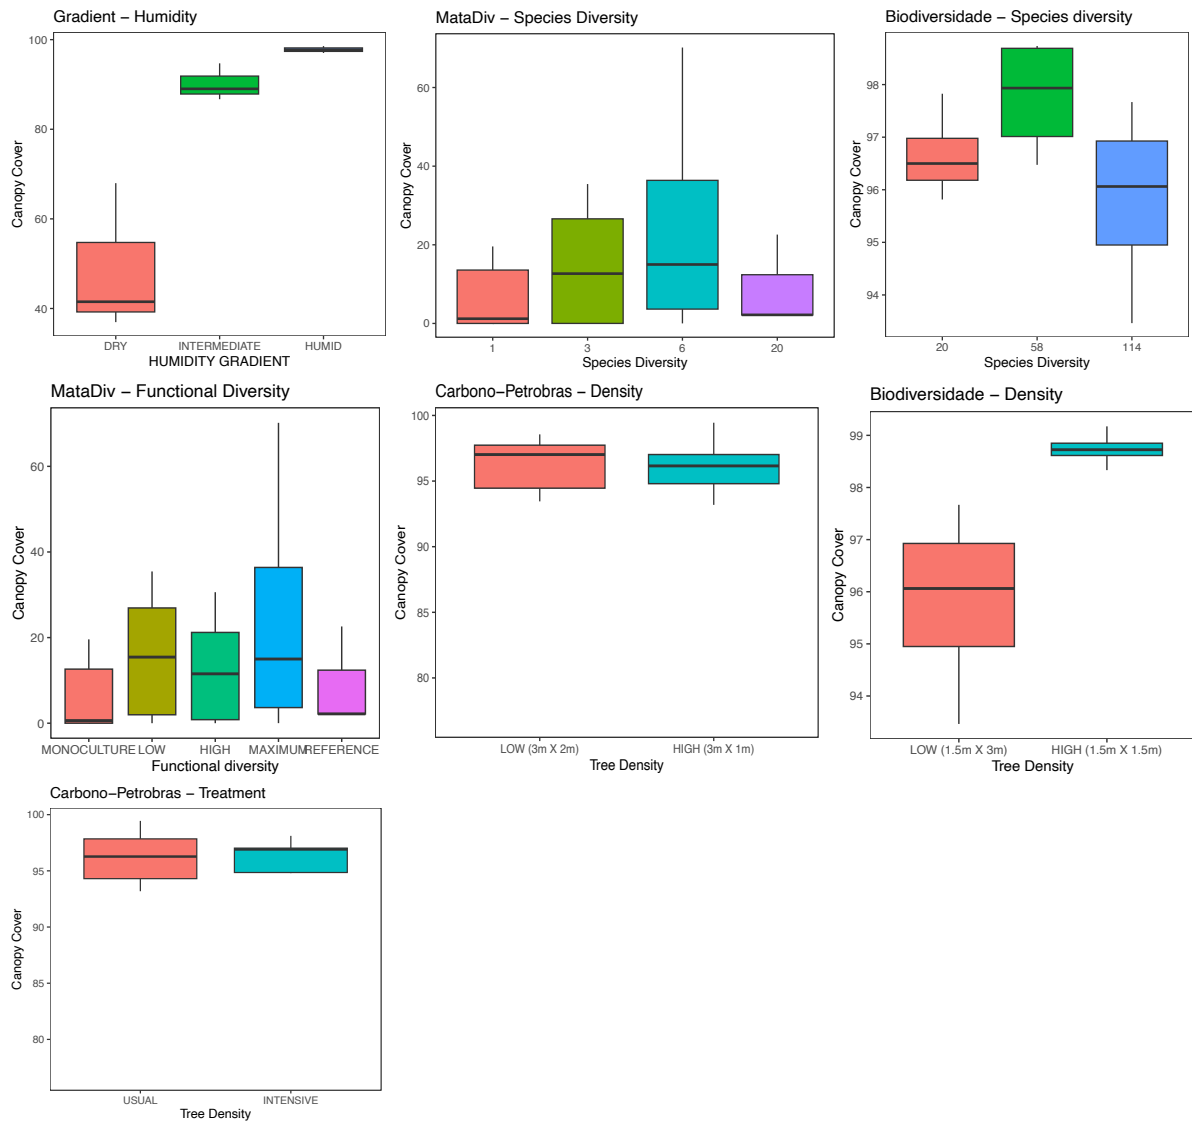 Gradient − Humidity
Canopy Cover
100
80
60
40
DRY INTERMEDIATE HUMID
HUMIDITY GRADIENT
MataDiv − Species Diversity
Canopy Cover
60
40
20
0
1 3 6 20
Species Diversity
Biodiversidade − Species diversity
Canopy Cover
98
97
96
95
94
20 58 114
Species Diversity
MataDiv − Functional Diversity
Canopy Cover
60
40
20
0
MONOCULTURE LOW HIGH MAXIMUM REFERENCE
Functional diversity
Carbono−Petrobras − Density
Canopy Cover
100
95
90
85
80
LOW (3m X 2m) HIGH (3m X 1m)
Tree Density
Biodiversidade − Density
Canopy Cover
99
98
97
96
95
94
LOW (1.5m X 3m) HIGH (1.5m X 1.5m)
Tree Density
Carbono−Petrobras − Treatment
Canopy Cover
100
95
90
85
80
USUAL INTENSIVE
Tree Density